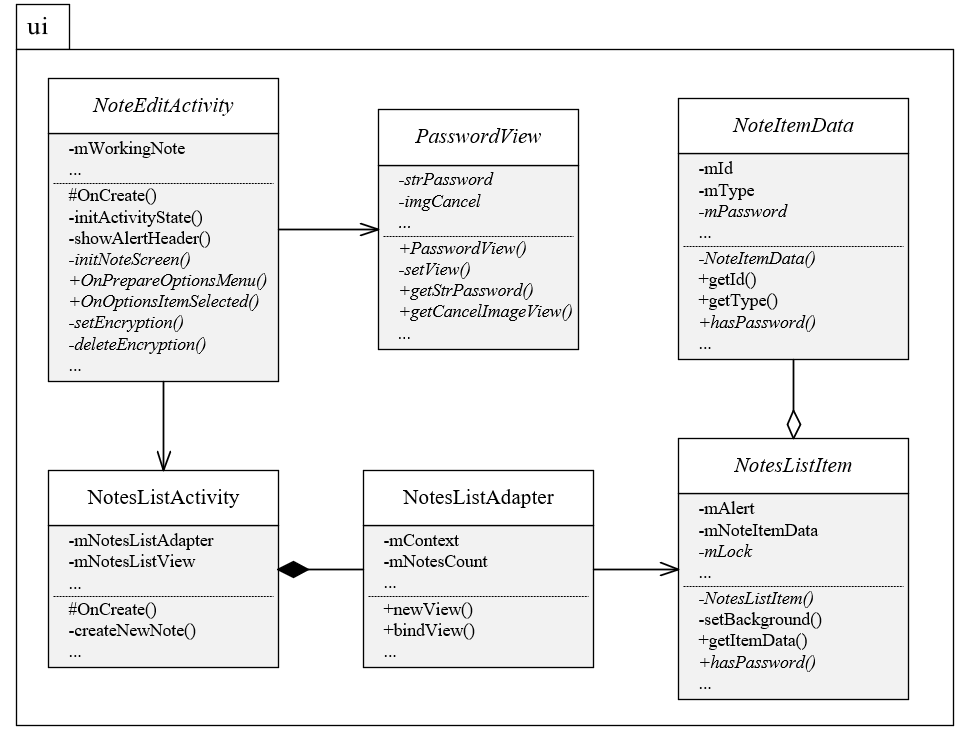 ui
NoteEditActivity
-mWorkingNote
...
#OnCreate()
-initActivityState()
-showAlertHeader()
-initNoteScreen()
+OnPrepareOptionsMenu()
+OnOptionsItemSelected()
-setEncryption()
-deleteEncryption()
...
PasswordView
-strPassword
-imgCancel
...
+PasswordView()
-setView()
+getStrPassword()
+getCancelImageView()
...
NoteItemData
-mId
-mType
-mPassword
...
-NoteItemData()
+getId()
+getType()
+hasPassword()
...
NotesListActivity
-mNotesListAdapter
-mNotesListView
...
#OnCreate()
-createNewNote()
...
NotesListAdapter
-mContext
-mNotesCount
...
+newView()
+bindView()
...
NotesListItem
-mAlert
-mNoteItemData
-mLock
...
-NotesListItem()
-setBackground()
+getItemData()
+hasPassword()
...